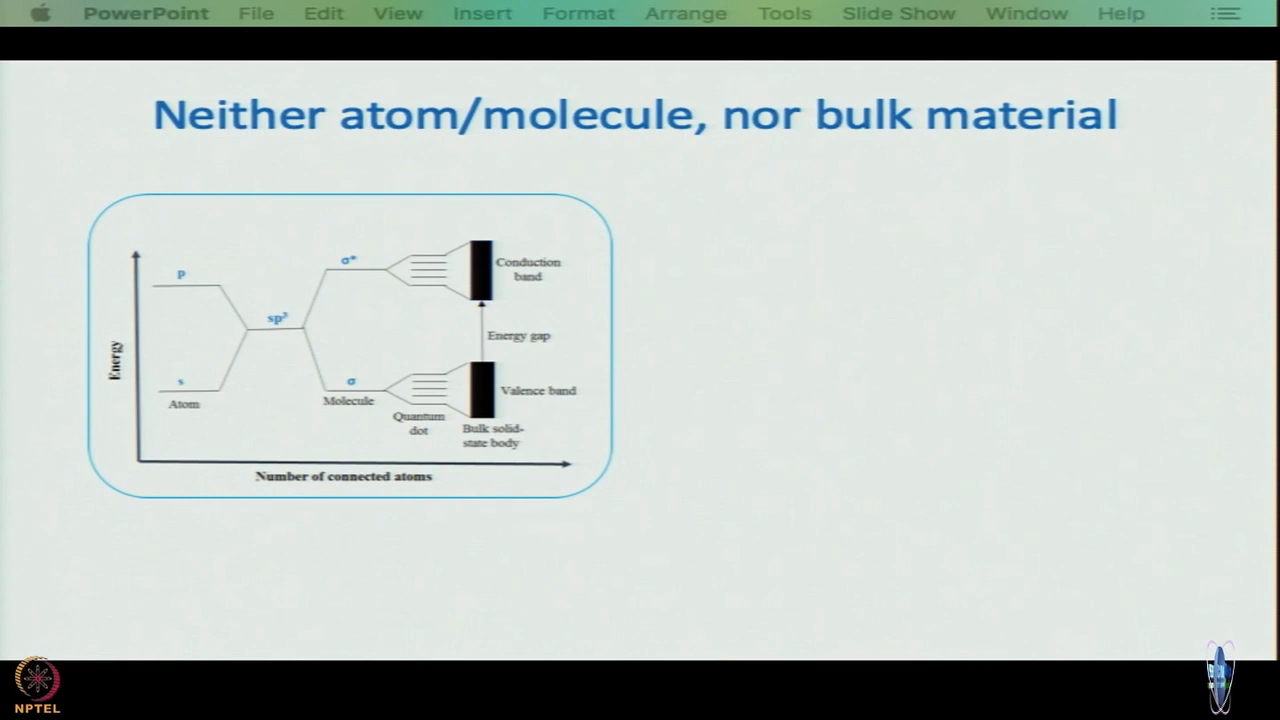 PowerPoint File Edit View Insert Format Arrange Tools Slide Show Window Help
Neither atom/molecule, nor bulk material
σ*
p
Conduction
band
sp³
Energy gap
Energy
s
σ
Valence band
Atom
Molecule
Quantum
dot
Bulk solid-
state body
Number of connected atoms
NPTEL